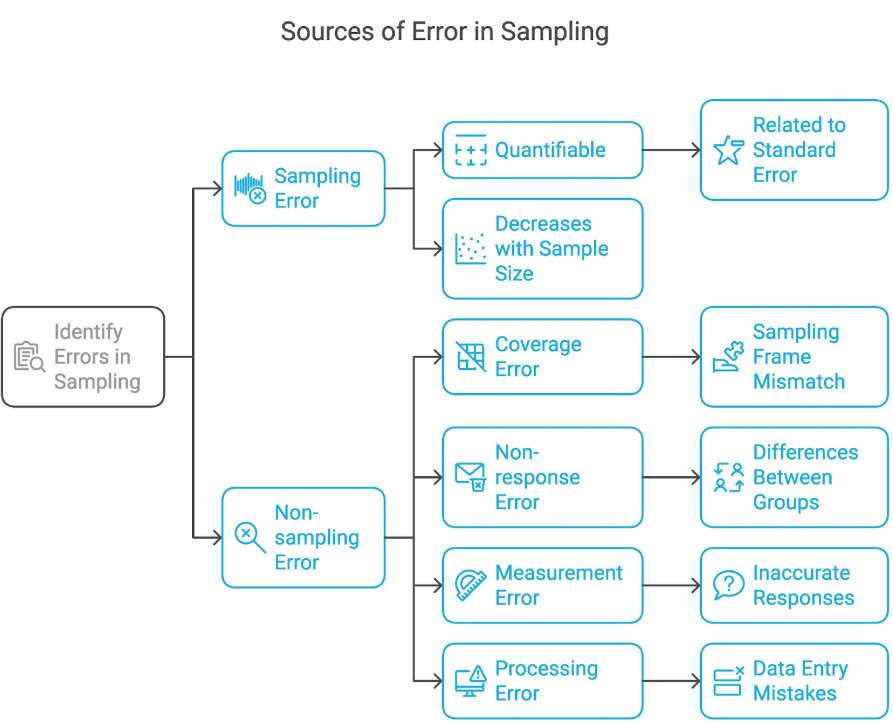 Sources of Error in Sampling
Identify
Errors in
Sampling
Sampling
Error
Quantifiable
Related to
Standard
Error
Decreases
with Sample
Size
Non-
sampling
Error
Coverage
Error
Sampling
Frame
Mismatch
Non-
response
Error
Differences
Between
Groups
Measurement
Error
Inaccurate
Responses
Processing
Error
Data Entry
Mistakes